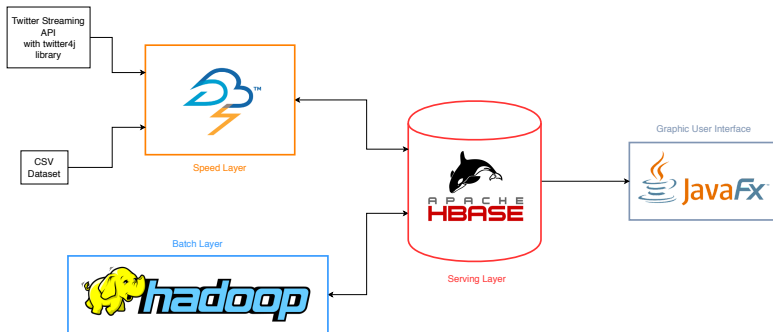 Twitter Streaming
API
with twitter4j
library
CSV
Dataset
TM
Speed Layer
Batch Layer
hadoop
APACHE
HBASE
Serving Layer
Graphic User Interface
JavaFx